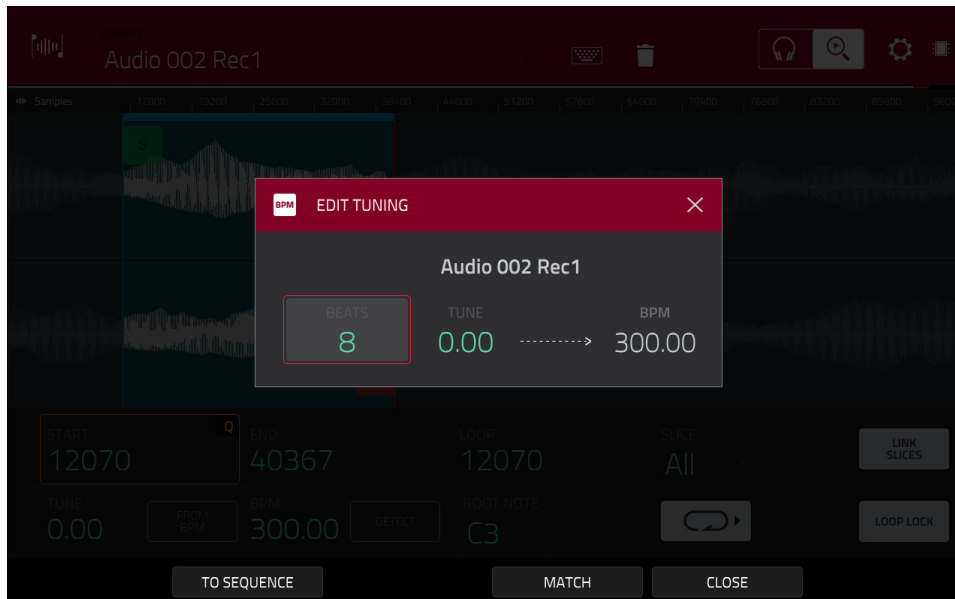 Audio 002 Rec1
Samples 12800 19200 25600 32000 38400 44800 51200 57600 64000 70400 76800 83200 89600
S
BPM EDIT TUNING
Audio 002 Rec1
BEATS TUNE BPM
8 0.00 300.00
START Q END LOOP SLICE
12070 40367 12070 All
LINK
SLICES
TUNE BPM ROOT NOTE
0.00 FROM
BPM 300.00 DETECT C3 LOOP LOCK
TO SEQUENCE MATCH CLOSE